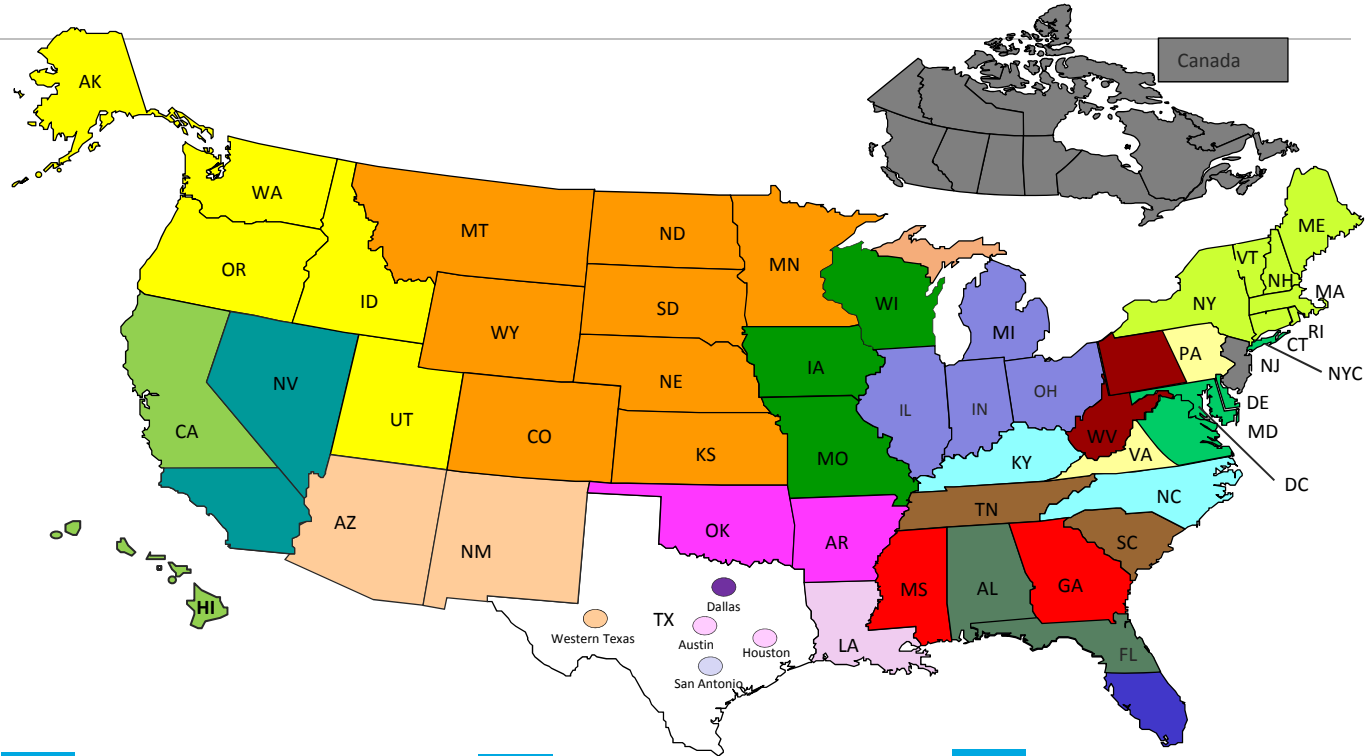 Canada
AK
WA
MT
ND
MN
ME
VT
NH
MA
OR
ID
SD
WI
MI
NY
RI
CT
WY
NYC
PA
NJ
IA
NE
NV
UT
CO
IL
IN
OH
DE
MD
CA
KS
MO
WV
VA
KY
DC
NC
TN
AZ
NM
OK
AR
SC
MS
AL
GA
HI
Dallas
TX
Western Texas
Austin
Houston
San Antonio
LA
FL